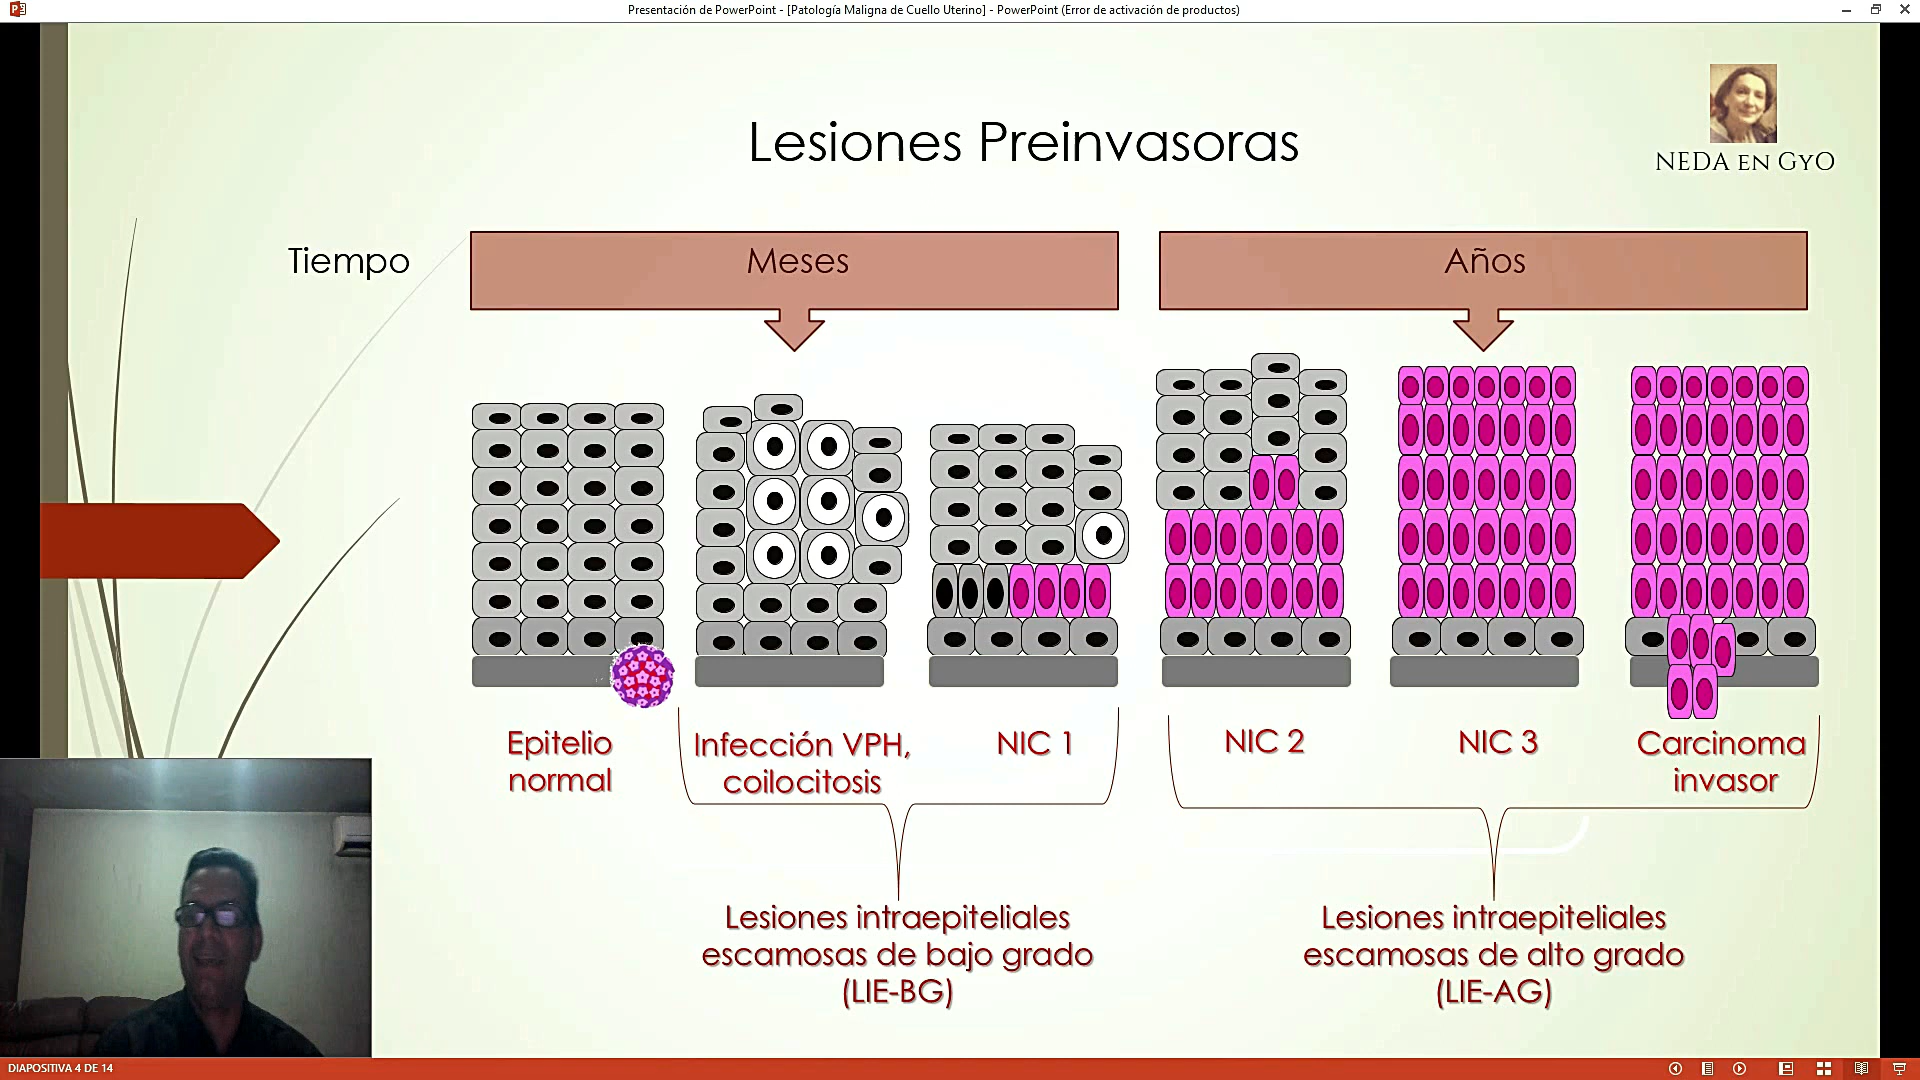 Presentación de PowerPoint - [Patología Maligna de Cuello Uterino] - PowerPoint (Error de activación de productos)
Lesiones Preinvasoras
NEDA EN GYO
Tiempo
Meses
Años
Epitelio
normal
Infección VPH,
coilocitosis
NIC 1
NIC 2
NIC 3
Carcinoma
invasor
Lesiones intraepiteliales
escamosas de bajo grado
(LIE-BG)
Lesiones intraepiteliales
escamosas de alto grado
(LIE-AG)
DIAPOSITIVA 4 DE 14